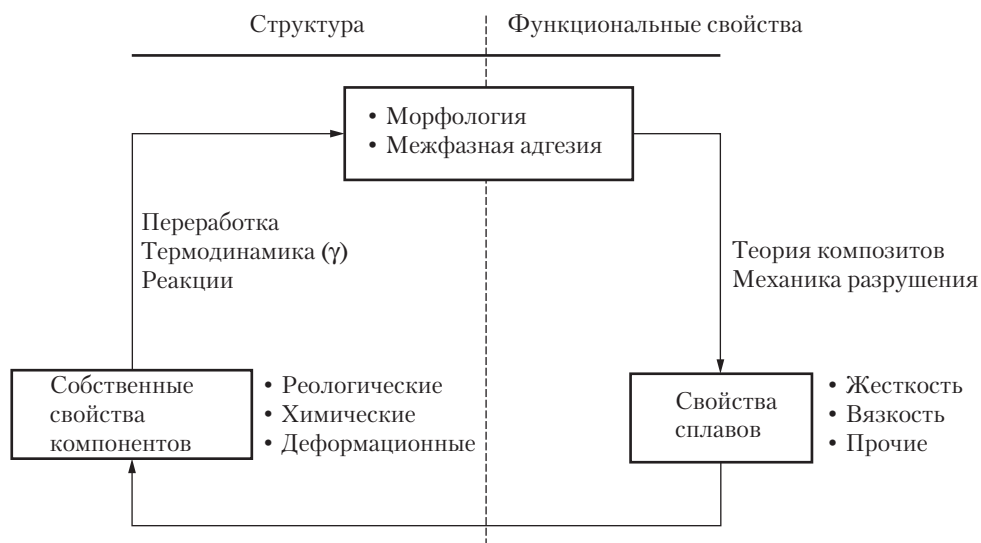 Структура
Функциональные свойства
• Морфология
• Межфазная адгезия
Переработка
Термодинамика (γ)
Реакции
Теория композитов
Механика разрушения
Собственные
свойства
компонентов
• Реологические
• Химические
• Деформационные
Свойства
сплавов
• Жесткость
• Вязкость
• Прочие